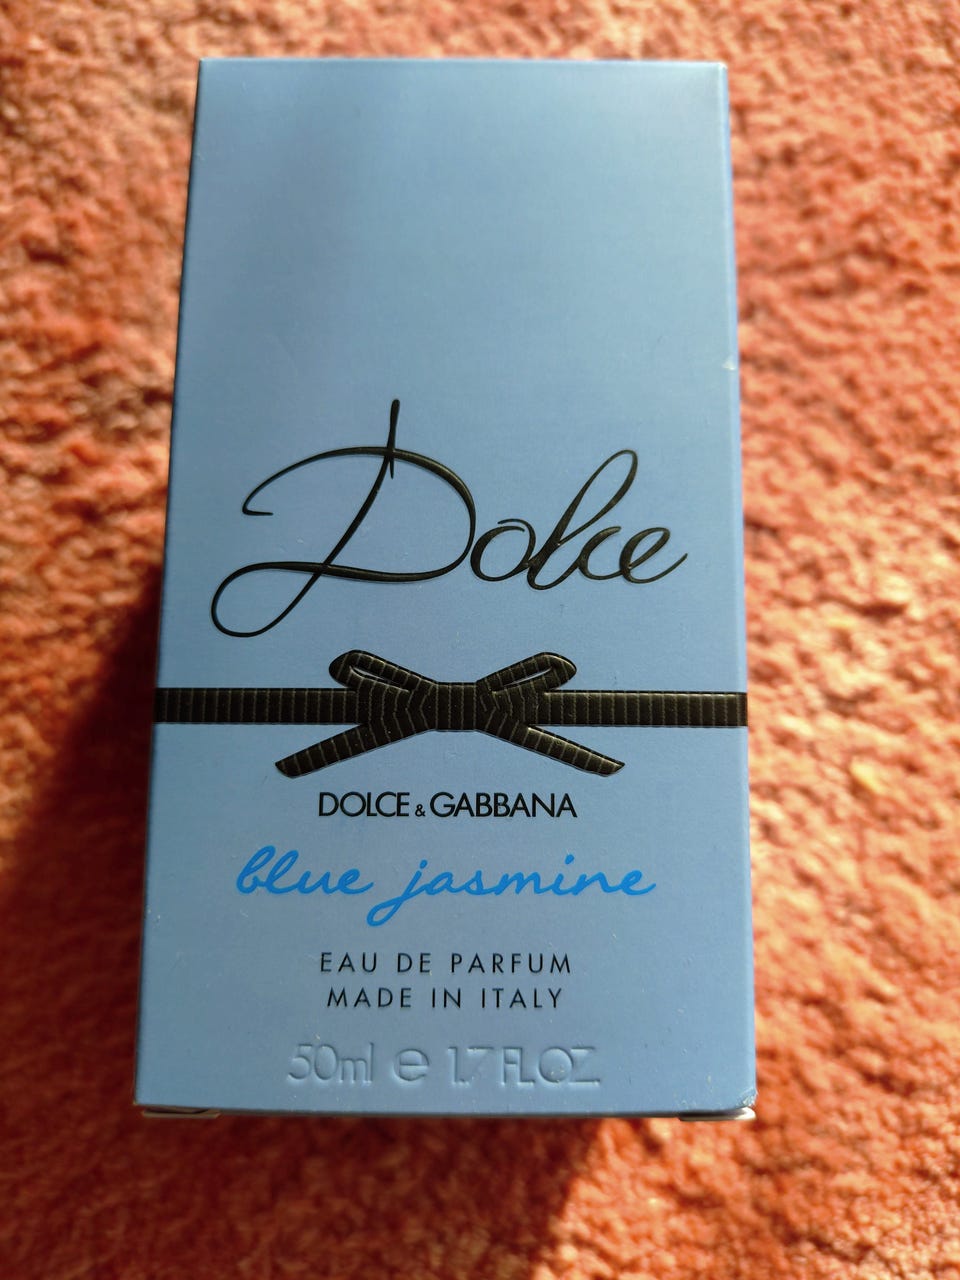 Dolce
DOLCE & GABBANA
blue jasmine
EAU DE PARFUM
MADE IN ITALY
50ml e 1.7 FL.OZ.